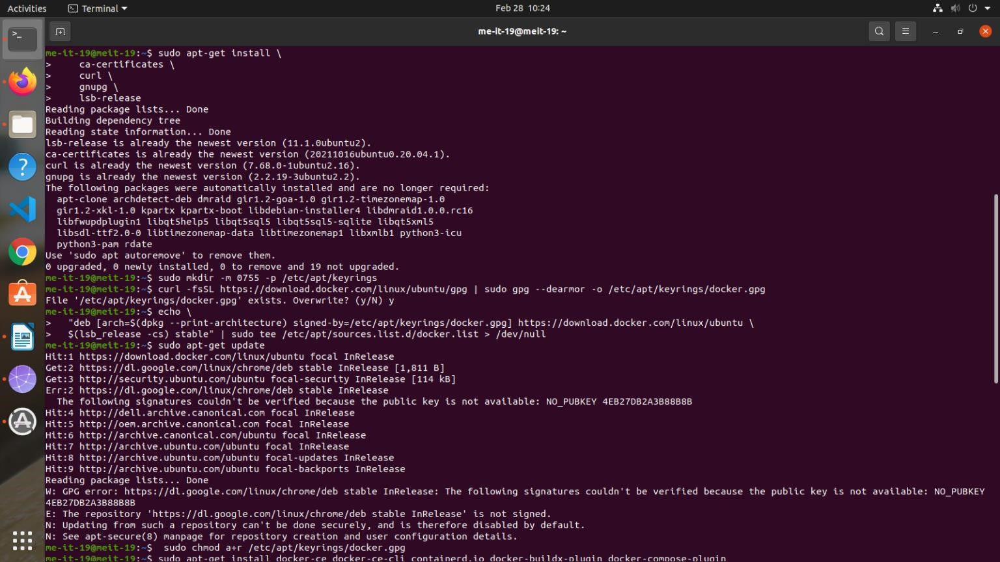 Activities
Terminal
Feb 28 10:24
me-it-19@meit-19: ~
me-it-19@meit-19:~$ sudo apt-get install \
>     ca-certificates \
>     curl \
>     gnupg \
>     lsb-release
Reading package lists... Done
Building dependency tree
Reading state information... Done
lsb-release is already the newest version (11.1.0ubuntu2).
ca-certificates is already the newest version (20211016ubuntu0.20.04.1).
curl is already the newest version (7.68.0-1ubuntu2.16).
gnupg is already the newest version (2.2.19-3ubuntu2.2).
The following packages were automatically installed and are no longer required:
  apt-clone archdetect-deb dmraid gir1.2-goa-1.0 gir1.2-timezonemap-1.0
  gir1.2-xkl-1.0 kpartx kpartx-boot libdebian-installer4 libdmraid1.0.0.rc16
  libfwupdplugin1 libqt5help5 libqt5sql5 libqt5sql5-sqlite libqt5xml5
  libsdl-ttf2.0-0 libtimezonemap-data libtimezonemap1 libxmlb1 python3-icu
  python3-pam rdate
Use 'sudo apt autoremove' to remove them.
0 upgraded, 0 newly installed, 0 to remove and 19 not upgraded.
me-it-19@meit-19:~$ sudo mkdir -m 0755 -p /etc/apt/keyrings
me-it-19@meit-19:~$ curl -fsSL https://download.docker.com/linux/ubuntu/gpg | sudo gpg --dearmor -o /etc/apt/keyrings/docker.gpg
File '/etc/apt/keyrings/docker.gpg' exists. Overwrite? (y/N) y
me-it-19@meit-19:~$ echo \
>   "deb [arch=$(dpkg --print-architecture) signed-by=/etc/apt/keyrings/docker.gpg] https://download.docker.com/linux/ubuntu \
>   $(lsb_release -cs) stable" | sudo tee /etc/apt/sources.list.d/docker.list > /dev/null
me-it-19@meit-19:~$ sudo apt-get update
Hit:1 https://download.docker.com/linux/ubuntu focal InRelease
Get:2 https://dl.google.com/linux/chrome/deb stable InRelease [1,811 B]
Get:3 http://security.ubuntu.com/ubuntu focal-security InRelease [114 kB]
Err:2 https://dl.google.com/linux/chrome/deb stable InRelease
  The following signatures couldn't be verified because the public key is not available: NO_PUBKEY 4EB27DB2A3B88B8B
Hit:4 http://dell.archive.canonical.com focal InRelease
Hit:5 http://oem.archive.canonical.com focal InRelease
Hit:6 http://archive.canonical.com/ubuntu focal InRelease
Hit:7 http://archive.ubuntu.com/ubuntu focal InRelease
Hit:8 http://archive.ubuntu.com/ubuntu focal-updates InRelease
Hit:9 http://archive.ubuntu.com/ubuntu focal-backports InRelease
Reading package lists... Done
W: GPG error: https://dl.google.com/linux/chrome/deb stable InRelease: The following signatures couldn't be verified because the public key is not available: NO_PUBKEY
4EB27DB2A3B88B8B
E: The repository 'https://dl.google.com/linux/chrome/deb stable InRelease' is not signed.
N: Updating from such a repository can't be done securely, and is therefore disabled by default.
N: See apt-secure(8) manpage for repository creation and user configuration details.
me-it-19@meit-19:~$  sudo chmod a+r /etc/apt/keyrings/docker.gpg
me-it-19@meit-19:~$ sudo apt-get install docker-ce docker-ce-cli containerd.io docker-buildx-plugin docker-compose-plugin